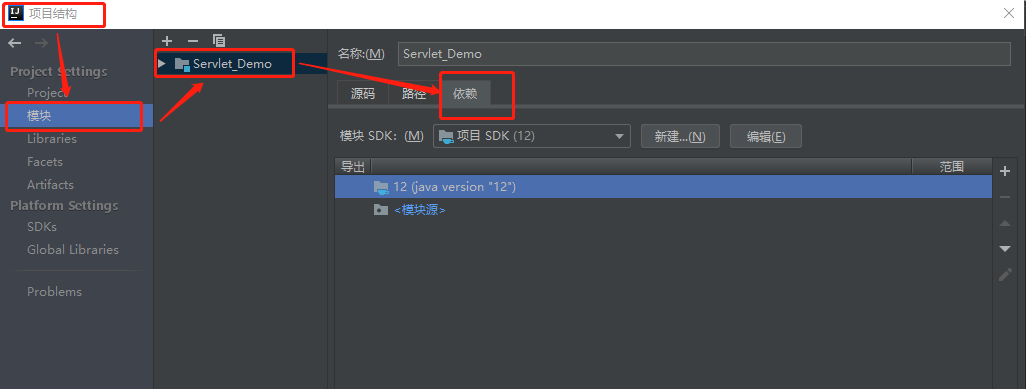 项目结构
Project Settings
Project
模块
Libraries
Facets
Artifacts
Platform Settings
SDKs
Global Libraries
Problems
Servlet_Demo
名称:(M) Servlet_Demo
源码 路径 依赖
模块 SDK: (M) 项目 SDK (12) 新建...(N) 编辑(E)
导出 范围
12 (java version "12")
<模块源>